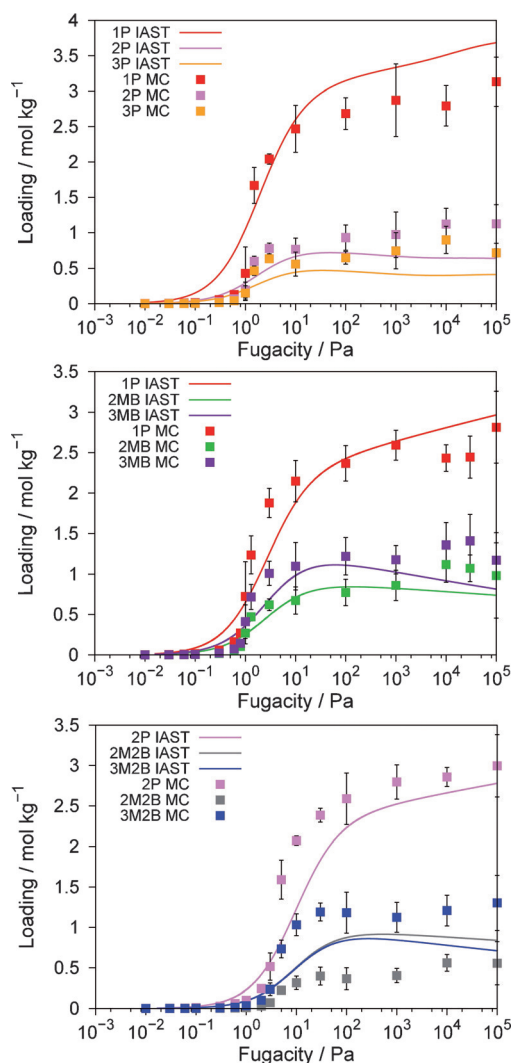 4
3.5
3
2.5
2
1.5
1
0.5
0
Loading / mol kg⁻¹
1P IAST
2P IAST
3P IAST
1P MC
2P MC
3P MC
10⁻³ 10⁻² 10⁻¹ 10⁰ 10¹ 10² 10³ 10⁴ 10⁵
Fugacity / Pa
3.5
3
2.5
2
1.5
1
0.5
0
Loading / mol kg⁻¹
1P IAST
2MB IAST
3MB IAST
1P MC
2MB MC
3MB MC
10⁻³ 10⁻² 10⁻¹ 10⁰ 10¹ 10² 10³ 10⁴ 10⁵
Fugacity / Pa
3.5
3
2.5
2
1.5
1
0.5
0
Loading / mol kg⁻¹
2P IAST
2M2B IAST
3M2B IAST
2P MC
2M2B MC
3M2B MC
10⁻³ 10⁻² 10⁻¹ 10⁰ 10¹ 10² 10³ 10⁴ 10⁵
Fugacity / Pa